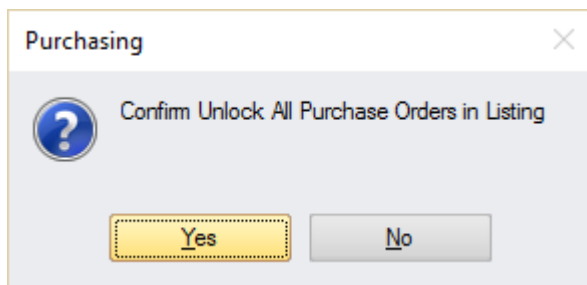 Purchasing
Confirm Unlock All Purchase Orders in Listing
Yes
No